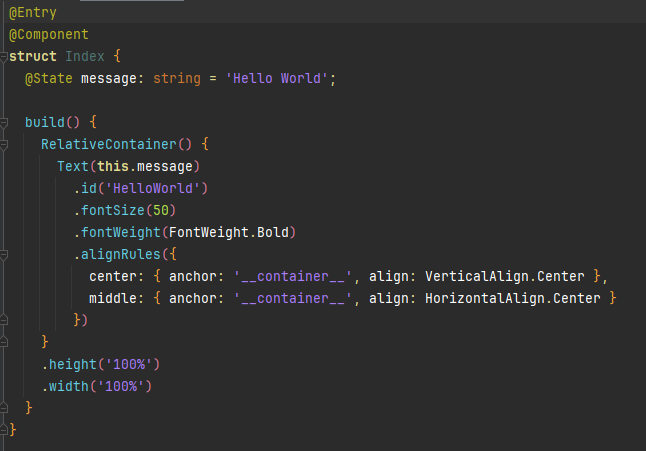 @Entry
@Component
struct Index {
  @State message: string = 'Hello World';

  build() {
    RelativeContainer() {
      Text(this.message)
        .id('HelloWorld')
        .fontSize(50)
        .fontWeight(FontWeight.Bold)
        .alignRules({
          center: { anchor: '__container__', align: VerticalAlign.Center },
          middle: { anchor: '__container__', align: HorizontalAlign.Center }
        })
    }
    .height('100%')
    .width('100%')
  }
}